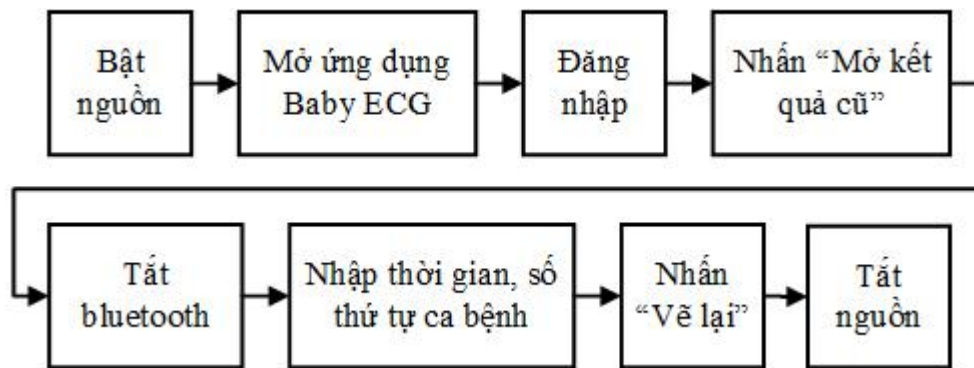 Bật
nguồn
Mở ứng dụng
Baby ECG
Đăng
nhập
Nhấn “Mở kết
quả cũ”
Tắt
bluetooth
Nhập thời gian, số
thứ tự ca bệnh
Nhấn
“Vẽ lại”
Tắt
nguồn